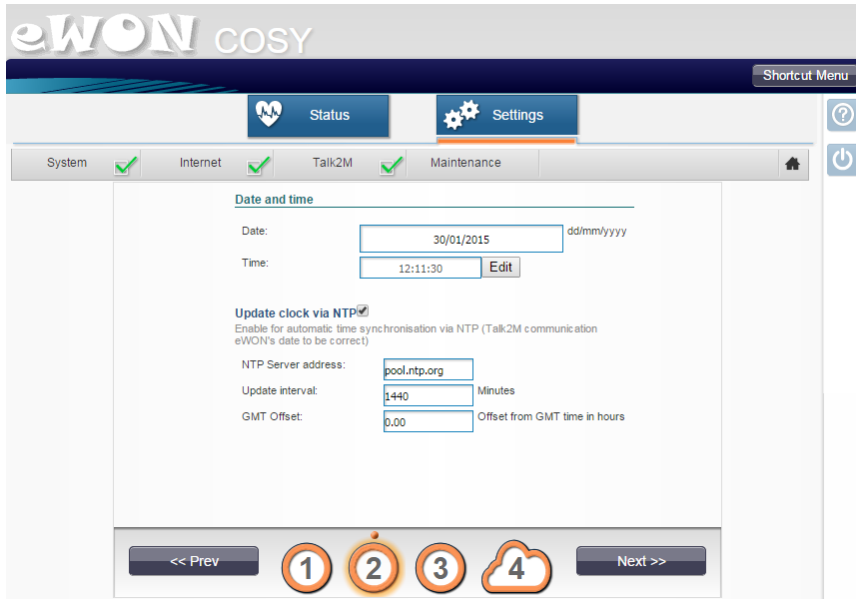 eWON COSY
Shortcut Menu
Status
Settings
System
Internet
Talk2M
Maintenance
Date and time
Date:
30/01/2015
dd/mm/yyyy
Time:
12:11:30
Edit
Update clock via NTP
Enable for automatic time synchronisation via NTP (Talk2M communication
eWON's date to be correct)
NTP Server address:
pool.ntp.org
Update interval:
1440
Minutes
GMT Offset:
0.00
Offset from GMT time in hours
<< Prev
1
2
3
4
Next >>